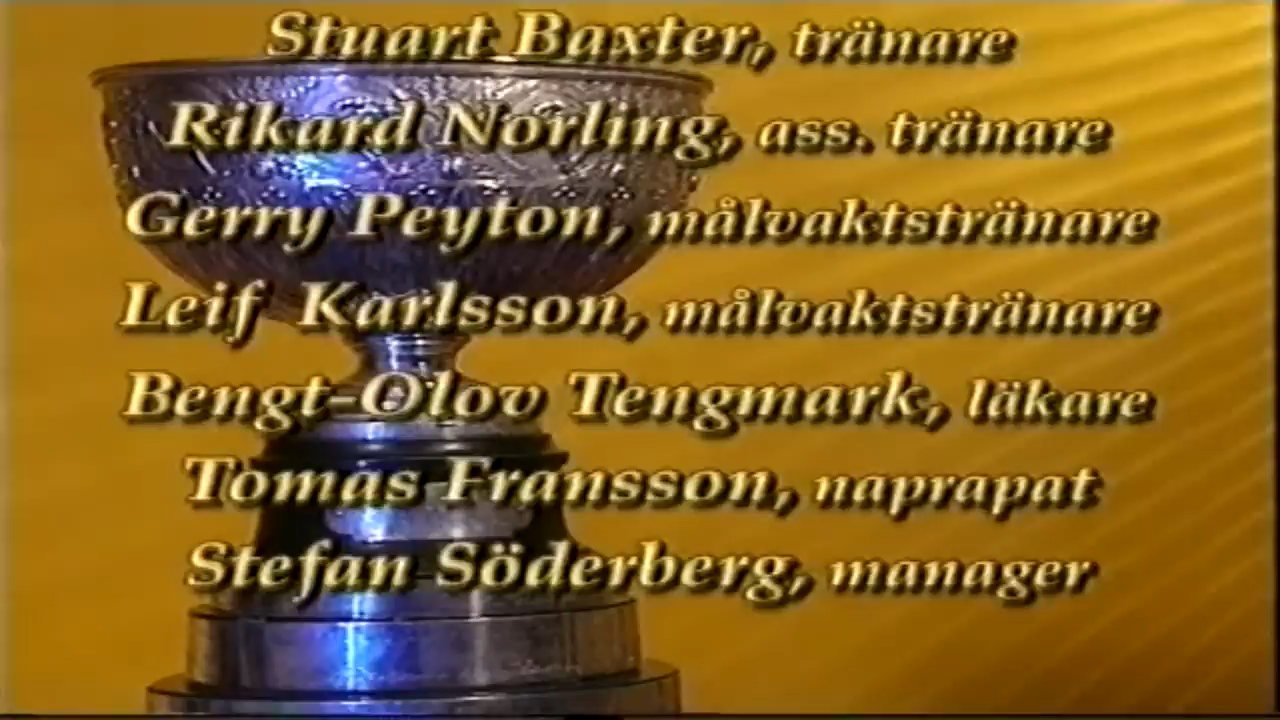 Stuart Baxter, tränare
Rikard Norling, ass. tränare
Gerry Peyton, målvaktstränare
Leif Karlsson, målvaktstränare
Bengt-Olov Tengmark, läkare
Tomas Fransson, naprapat
Stefan Söderberg, manager